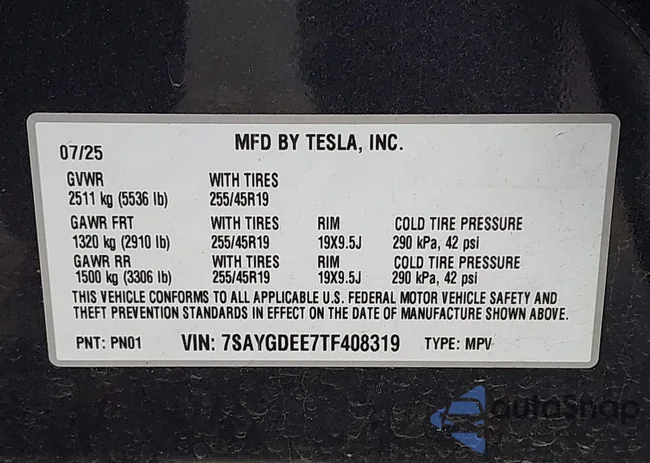 MFD BY TESLA, INC.
07/25
GVWR WITH TIRES
2511 kg (5536 lb) 255/45R19
GAWR FRT WITH TIRES RIM COLD TIRE PRESSURE
1320 kg (2910 lb) 255/45R19 19X9.5J 290 kPa, 42 psi
GAWR RR WITH TIRES RIM COLD TIRE PRESSURE
1500 kg (3306 lb) 255/45R19 19X9.5J 290 kPa, 42 psi
THIS VEHICLE CONFORMS TO ALL APPLICABLE U.S. FEDERAL MOTOR VEHICLE SAFETY AND
THEFT PREVENTION STANDARDS IN EFFECT ON THE DATE OF MANUFACTURE SHOWN ABOVE.
PNT: PN01 VIN: 7SAYGDEE7TF408319 TYPE: MPV
autoSnap